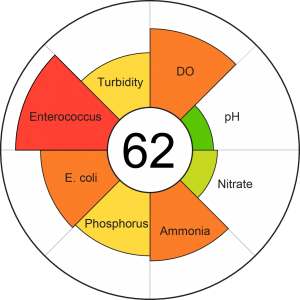 Turbidity
DO
Enterococcus
pH
62
E. coli
Nitrate
Phosphorus
Ammonia